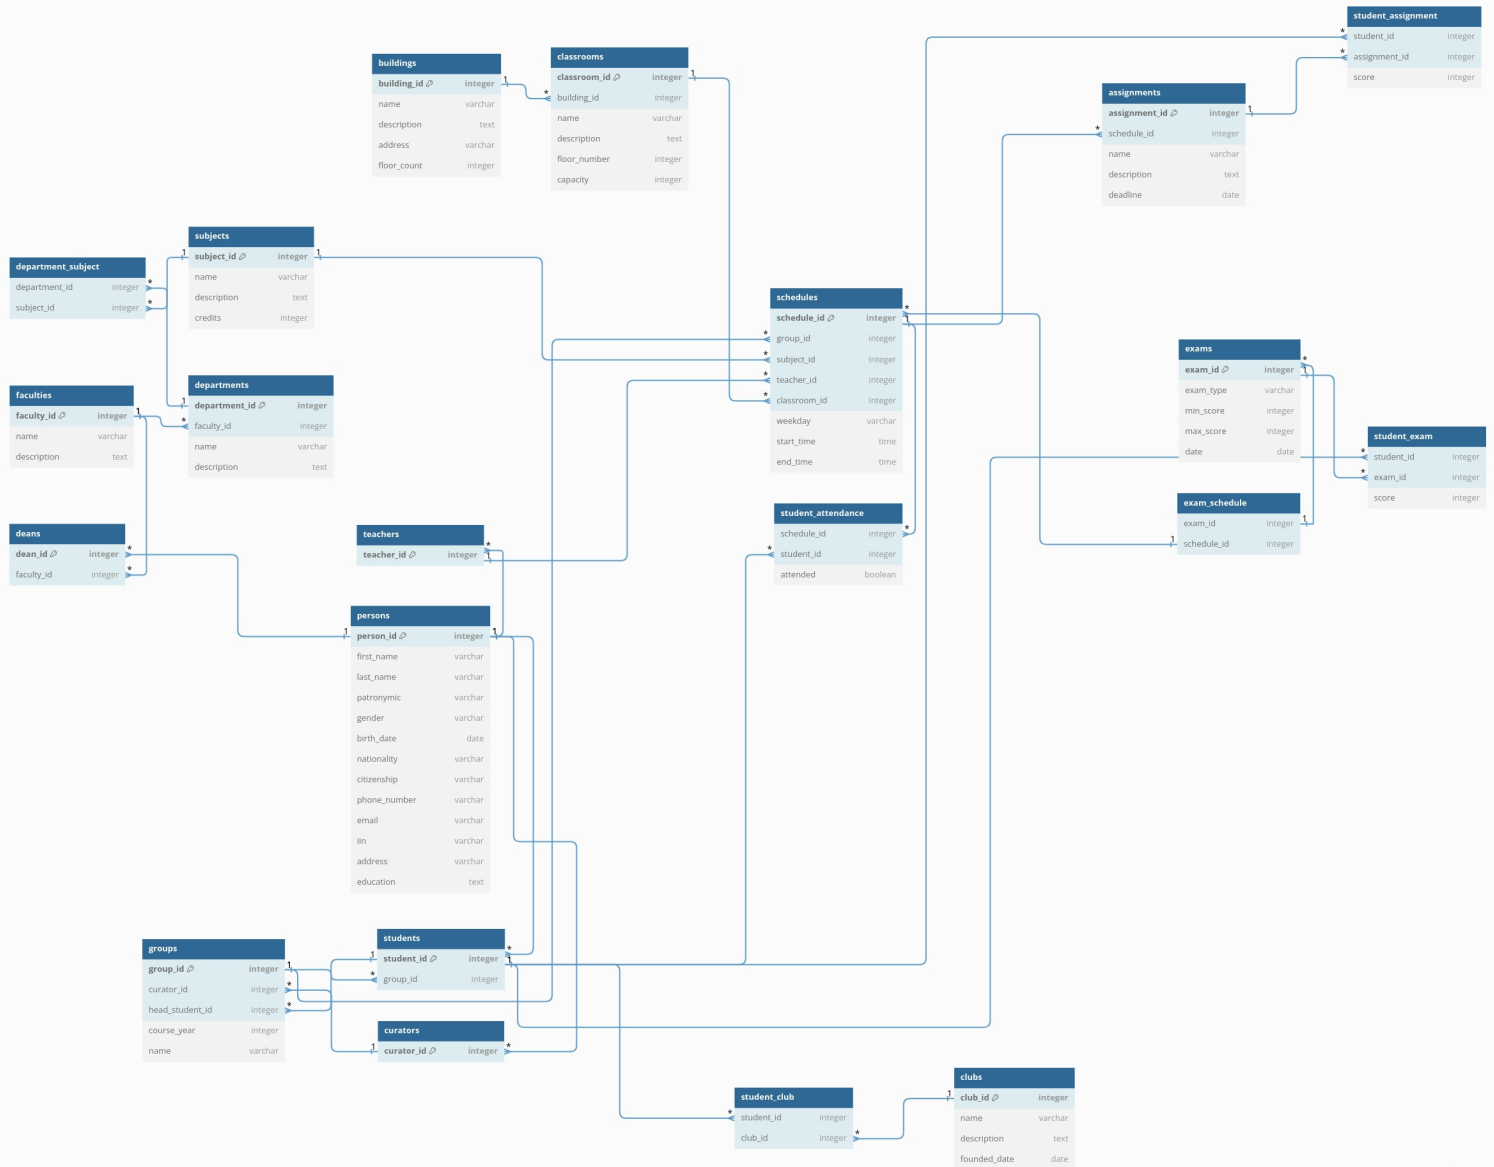 student_assignment
student_id integer
assignment_id integer
score integer
buildings
building_id integer
name varchar
description text
address varchar
floor_count integer
classrooms
classroom_id integer
building_id integer
name varchar
description text
floor_number integer
capacity integer
assignments
assignment_id integer
schedule_id integer
name varchar
description text
deadline date
subjects
subject_id integer
name varchar
description text
credits integer
department_subject
department_id integer
subject_id integer
schedules
schedule_id integer
group_id integer
subject_id integer
teacher_id integer
classroom_id integer
weekday varchar
start_time time
end_time time
exams
exam_id integer
exam_type varchar
min_score integer
max_score integer
date date
faculties
faculty_id integer
name varchar
description text
departments
department_id integer
faculty_id integer
name varchar
description text
student_exam
student_id integer
exam_id integer
score integer
exam_schedule
exam_id integer
schedule_id integer
deans
dean_id integer
faculty_id integer
teachers
teacher_id integer
student_attendance
schedule_id integer
student_id integer
attended boolean
persons
person_id integer
first_name varchar
last_name varchar
patronymic varchar
gender varchar
birth_date date
nationality varchar
citizenship varchar
phone_number varchar
email varchar
iin varchar
address varchar
education text
groups
group_id integer
curator_id integer
head_student_id integer
course_year integer
name varchar
students
student_id integer
group_id integer
curators
curator_id integer
student_club
student_id integer
club_id integer
clubs
club_id integer
name varchar
description text
founded_date date